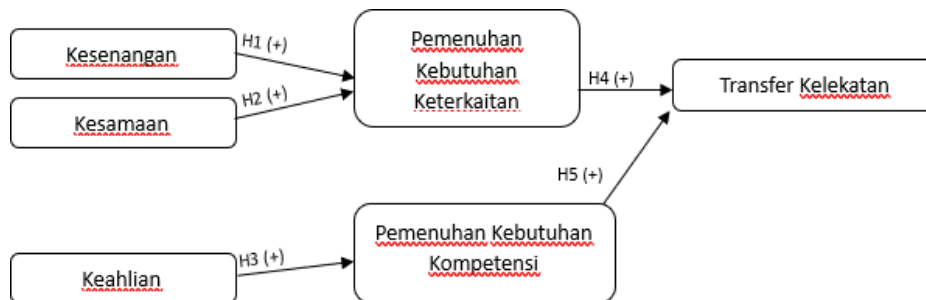 Kesenangan
H1 (+)
Pemenuhan
Kebutuhan
Keterkaitan
H4 (+)
Transfer Kelekatan
H2 (+)
Kesamaan
H5 (+)
Pemenuhan Kebutuhan
Kompetensi
H3 (+)
Keahlian